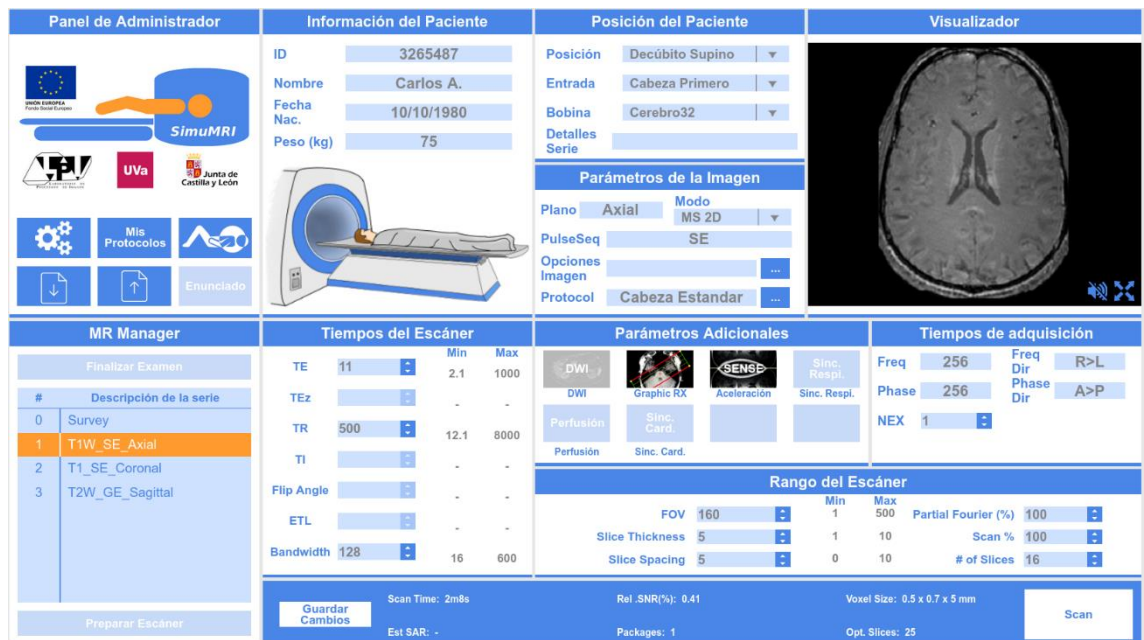 Panel de Administrador
UNIÓN EUROPEA
Fondo Social Europeo
SimuMRI
UVa
Junta de
Castilla y León
Mis
Protocolos
Enunciado
Información del Paciente
ID 3265487
Nombre Carlos A.
Fecha
Nac. 10/10/1980
Peso (kg) 75
Posición del Paciente
Posición Decúbito Supino
Entrada Cabeza Primero
Bobina Cerebro32
Detalles
Serie
Parámetros de la Imagen
Plano Axial Modo MS 2D
PulseSeq SE
Opciones
Imagen ...
Protocol Cabeza Estandar ...
Visualizador
MR Manager
Finalizar Examen
# Descripción de la serie
0 Survey
1 T1W_SE_Axial
2 T1_SE_Coronal
3 T2W_GE_Sagittal
Preparar Escáner
Tiempos del Escáner
Min Max
TE 11 2.1 1000
TEz - -
TR 500 12.1 8000
TI - -
Flip Angle - -
ETL - -
Bandwidth 128 16 600
Parámetros Adicionales
DWI SENSE Sinc.
Respi.
DWI Graphic RX Aceleración Sinc. Respi.
Perfusión Sinc.
Card.
Perfusión Sinc. Card.
Tiempos de adquisición
Freq 256 Freq
Dir R>L
Phase 256 Phase
Dir A>P
NEX 1
Rango del Escáner
Min Max
FOV 160 1 500 Partial Fourier (%) 100
Slice Thickness 5 1 10 Scan % 100
Slice Spacing 5 0 10 # of Slices 16
Guardar
Cambios
Scan Time: 2m8s Rel .SNR(%): 0.41 Voxel Size: 0.5 x 0.7 x 5 mm
Est SAR: - Packages: 1 Opt. Slices: 25
Scan